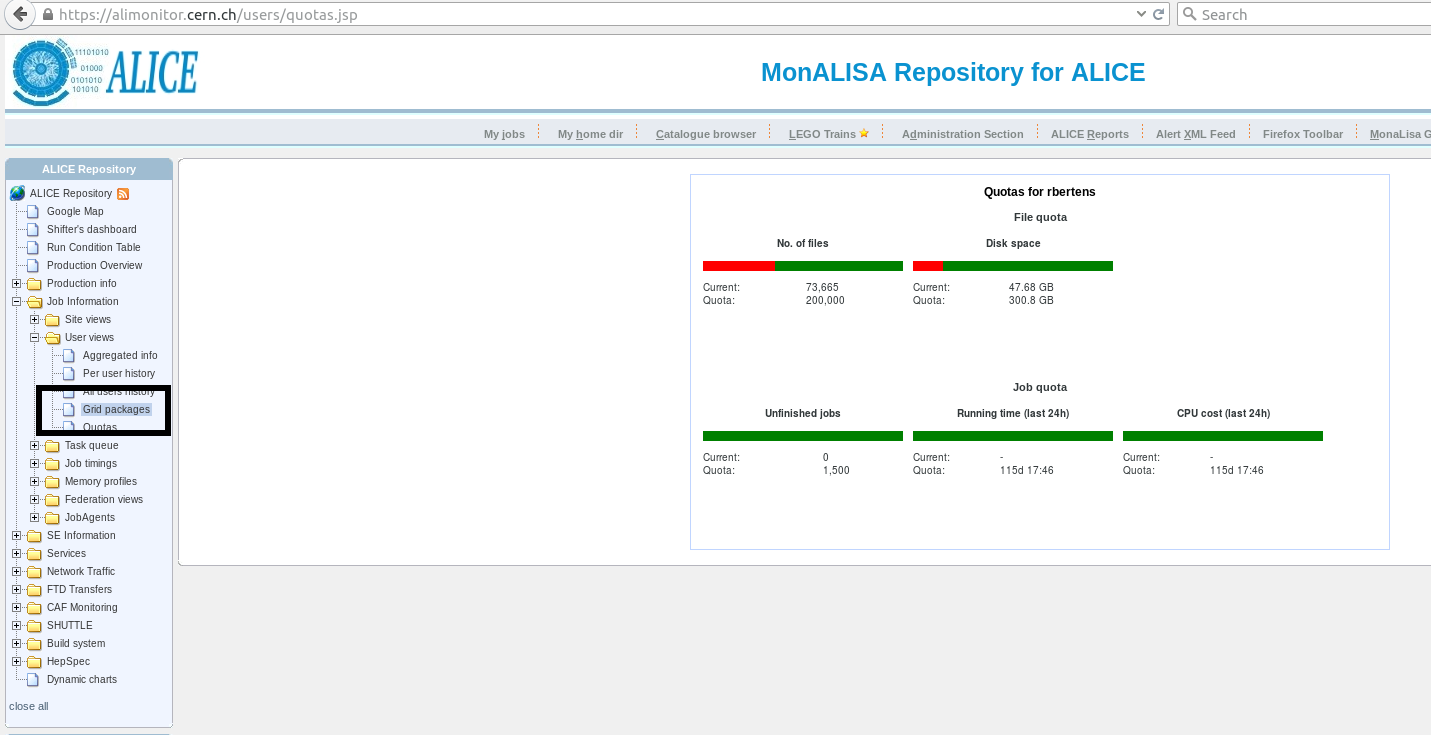 https://alimonitor.cern.ch/users/quotas.jsp
Search
11101010
01000
0101010
101010
ALICE
MonALISA Repository for ALICE
My jobs
My home dir
Catalogue browser
LEGO Trains
Administration Section
ALICE Reports
Alert XML Feed
Firefox Toolbar
MonaLisa G
ALICE Repository
ALICE Repository
Google Map
Shifter's dashboard
Run Condition Table
Production Overview
Production info
Job Information
Site views
User views
Aggregated info
Per user history
All users history
Grid packages
Quotas
Task queue
Job timings
Memory profiles
Federation views
JobAgents
SE Information
Services
Network Traffic
FTD Transfers
CAF Monitoring
SHUTTLE
Build system
HepSpec
Dynamic charts
close all
Quotas for rbertens
File quota
No. of files Disk space
Current: 73,665 Current: 47.68 GB
Quota: 200,000 Quota: 300.8 GB
Job quota
Unfinished jobs Running time (last 24h) CPU cost (last 24h)
Current: 0 Current: - Current: -
Quota: 1,500 Quota: 115d 17:46 Quota: 115d 17:46